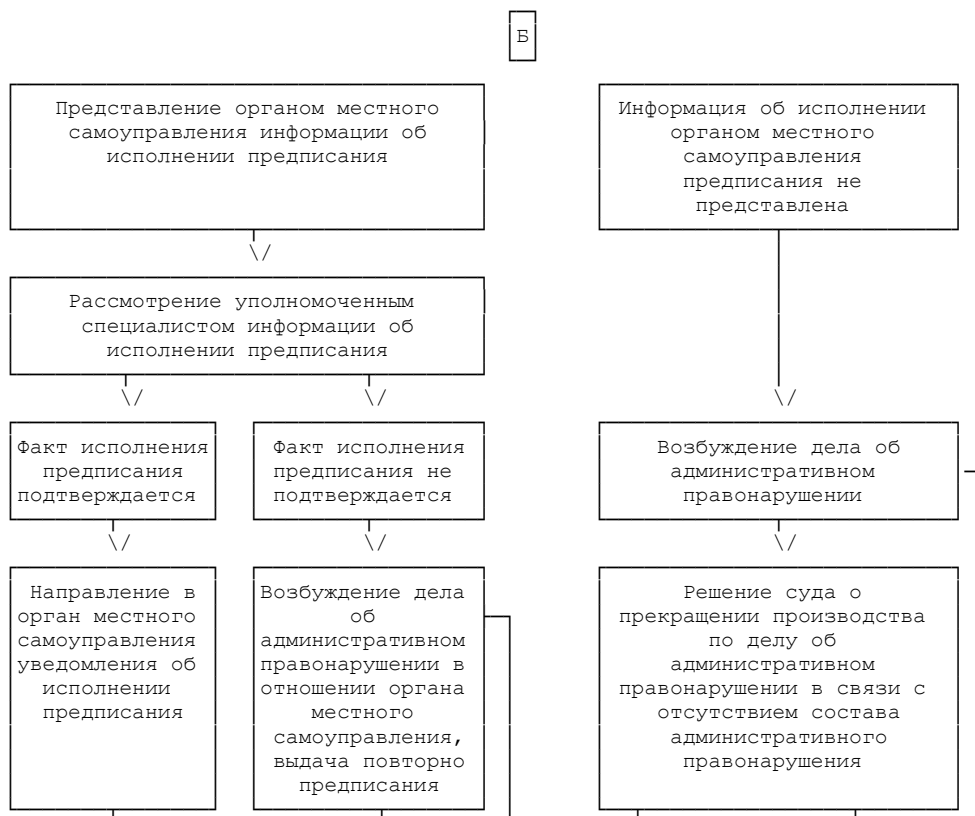 Б
Представление органом местного
самоуправления информации об
исполнении предписания
Информация об исполнении
органом местного
самоуправления
предписания не
представлена
Рассмотрение уполномоченным
специалистом информации об
исполнении предписания
Факт исполнения
предписания
подтверждается
Факт исполнения
предписания не
подтверждается
Возбуждение дела об
административном
правонарушении
Направление в
орган местного
самоуправления
уведомления об
исполнении
предписания
Возбуждение дела
об
административном
правонарушении в
отношении органа
местного
самоуправления,
выдача повторно
предписания
Решение суда о
прекращении производства
по делу об
административном
правонарушении в связи с
отсутствием состава
административного
правонарушения